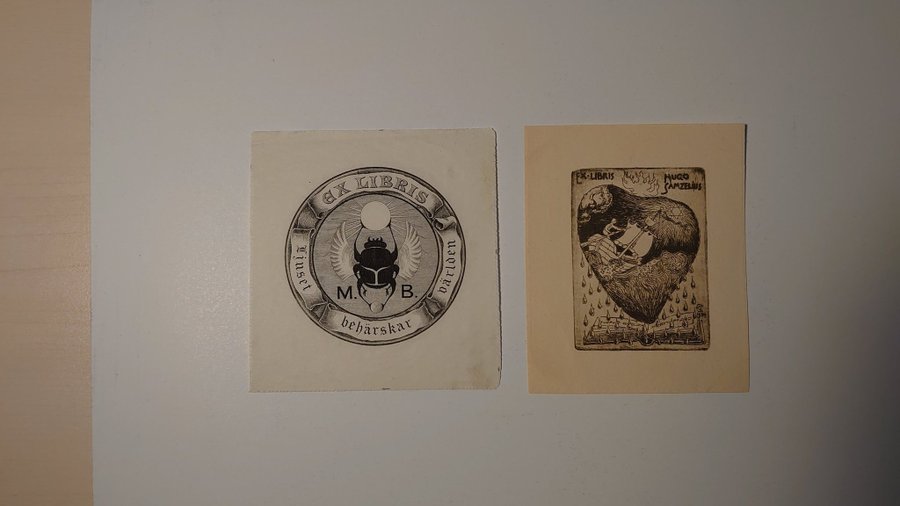 EX LIBRIS
Ljuset
behärskar
världen
M. B.
EX·LIBRIS HUGO
SAMZELIUS